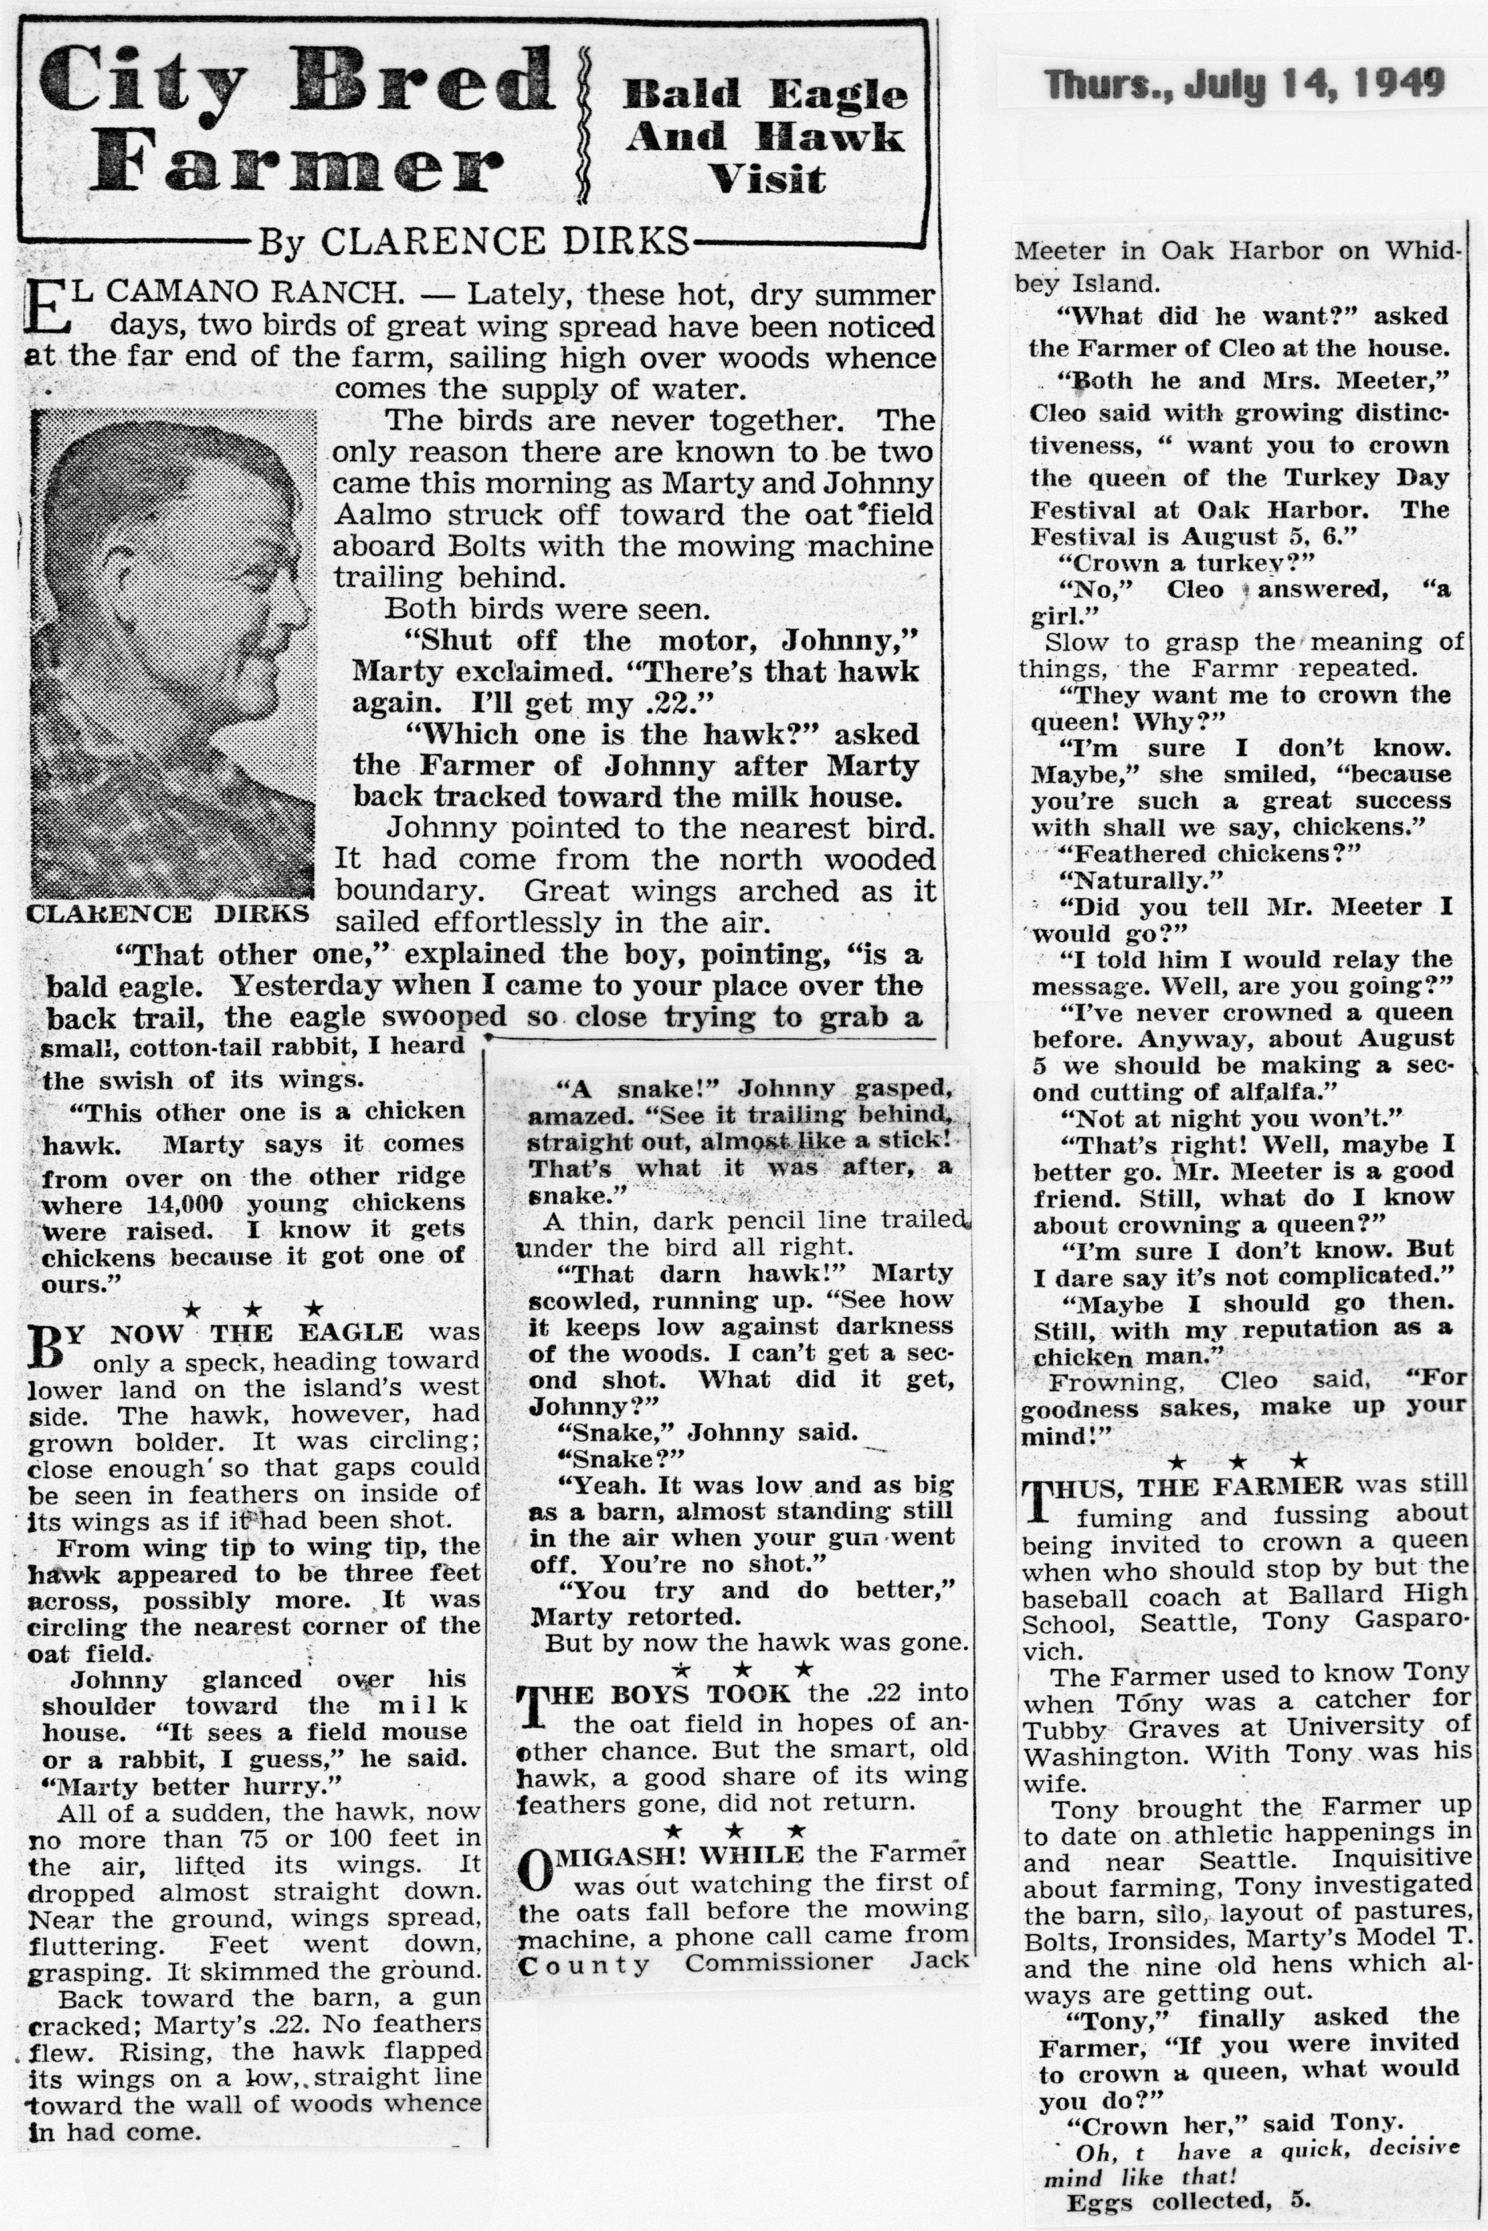 City Bred
Farmer
Bald Eagle
And Hawk
Visit
By CLARENCE DIRKS
Thurs., July 14, 1949
EL CAMANO RANCH. — Lately, these hot, dry summer
days, two birds of great wing spread have been noticed
at the far end of the farm, sailing high over woods whence
comes the supply of water.
The birds are never together. The
only reason there are known to be two
came this morning as Marty and Johnny
Aalmo struck off toward the oat field
aboard Bolts with the mowing machine
trailing behind.
Both birds were seen.
"Shut off the motor, Johnny,"
Marty exclaimed. "There's that hawk
again. I'll get my .22."
"Which one is the hawk?" asked
the Farmer of Johnny after Marty
back tracked toward the milk house.
Johnny pointed to the nearest bird.
It had come from the north wooded
boundary. Great wings arched as it
sailed effortlessly in the air.
CLARENCE DIRKS
"That other one," explained the boy, pointing, "is a
bald eagle. Yesterday when I came to your place over the
back trail, the eagle swooped so close trying to grab a
small, cotton-tail rabbit, I heard
the swish of its wings.
"This other one is a chicken
hawk. Marty says it comes
from over on the other ridge
where 14,000 young chickens
were raised. I know it gets
chickens because it got one of
ours."
★ ★ ★
BY NOW THE EAGLE was
only a speck, heading toward
lower land on the island's west
side. The hawk, however, had
grown bolder. It was circling;
close enough so that gaps could
be seen in feathers on inside of
its wings as if it had been shot.
From wing tip to wing tip, the
hawk appeared to be three feet
across, possibly more. It was
circling the nearest corner of the
oat field.
Johnny glanced over his
shoulder toward the milk
house. "It sees a field mouse
or a rabbit, I guess," he said.
"Marty better hurry."
All of a sudden, the hawk, now
no more than 75 or 100 feet in
the air, lifted its wings. It
dropped almost straight down.
Near the ground, wings spread,
fluttering. Feet went down,
grasping. It skimmed the ground.
Back toward the barn, a gun
cracked; Marty's .22. No feathers
flew. Rising, the hawk flapped
its wings on a low, straight line
toward the wall of woods whence
in had come.
"A snake!" Johnny gasped,
amazed. "See it trailing behind,
straight out, almost like a stick!
That's what it was after, a
snake."
A thin, dark pencil line trailed
under the bird all right.
"That darn hawk!" Marty
scowled, running up. "See how
it keeps low against darkness
of the woods. I can't get a sec-
ond shot. What did it get,
Johnny?"
"Snake," Johnny said.
"Snake?"
"Yeah. It was low and as big
as a barn, almost standing still
in the air when your gun went
off. You're no shot."
"You try and do better,"
Marty retorted.
But by now the hawk was gone.
★ ★ ★
THE BOYS TOOK the .22 into
the oat field in hopes of an-
other chance. But the smart, old
hawk, a good share of its wing
feathers gone, did not return.
★ ★ ★
OMIGASH! WHILE the Farmer
was out watching the first of
the oats fall before the mowing
machine, a phone call came from
County Commissioner Jack
Meeter in Oak Harbor on Whid-
bey Island.
"What did he want?" asked
the Farmer of Cleo at the house.
"Both he and Mrs. Meeter,"
Cleo said with growing distinc-
tiveness, " want you to crown
the queen of the Turkey Day
Festival at Oak Harbor. The
Festival is August 5, 6."
"Crown a turkey?"
"No," Cleo answered, "a
girl."
Slow to grasp the meaning of
things, the Farmr repeated.
"They want me to crown the
queen! Why?"
"I'm sure I don't know.
Maybe," she smiled, "because
you're such a great success
with shall we say, chickens."
"Feathered chickens?"
"Naturally."
"Did you tell Mr. Meeter I
would go?"
"I told him I would relay the
message. Well, are you going?"
"I've never crowned a queen
before. Anyway, about August
5 we should be making a sec-
ond cutting of alfalfa."
"Not at night you won't."
"That's right! Well, maybe I
better go. Mr. Meeter is a good
friend. Still, what do I know
about crowning a queen?"
"I'm sure I don't know. But
I dare say it's not complicated."
"Maybe I should go then.
Still, with my reputation as a
chicken man."
Frowning, Cleo said, "For
goodness sakes, make up your
mind!"
★ ★ ★
THUS, THE FARMER was still
fuming and fussing about
being invited to crown a queen
when who should stop by but the
baseball coach at Ballard High
School, Seattle, Tony Gasparo-
vich.
The Farmer used to know Tony
when Tony was a catcher for
Tubby Graves at University of
Washington. With Tony was his
wife.
Tony brought the Farmer up
to date on athletic happenings in
and near Seattle. Inquisitive
about farming, Tony investigated
the barn, silo, layout of pastures,
Bolts, Ironsides, Marty's Model T.
and the nine old hens which al-
ways are getting out.
"Tony," finally asked the
Farmer, "If you were invited
to crown a queen, what would
you do?"
"Crown her," said Tony.
Oh, t have a quick, decisive
mind like that!
Eggs collected, 5.